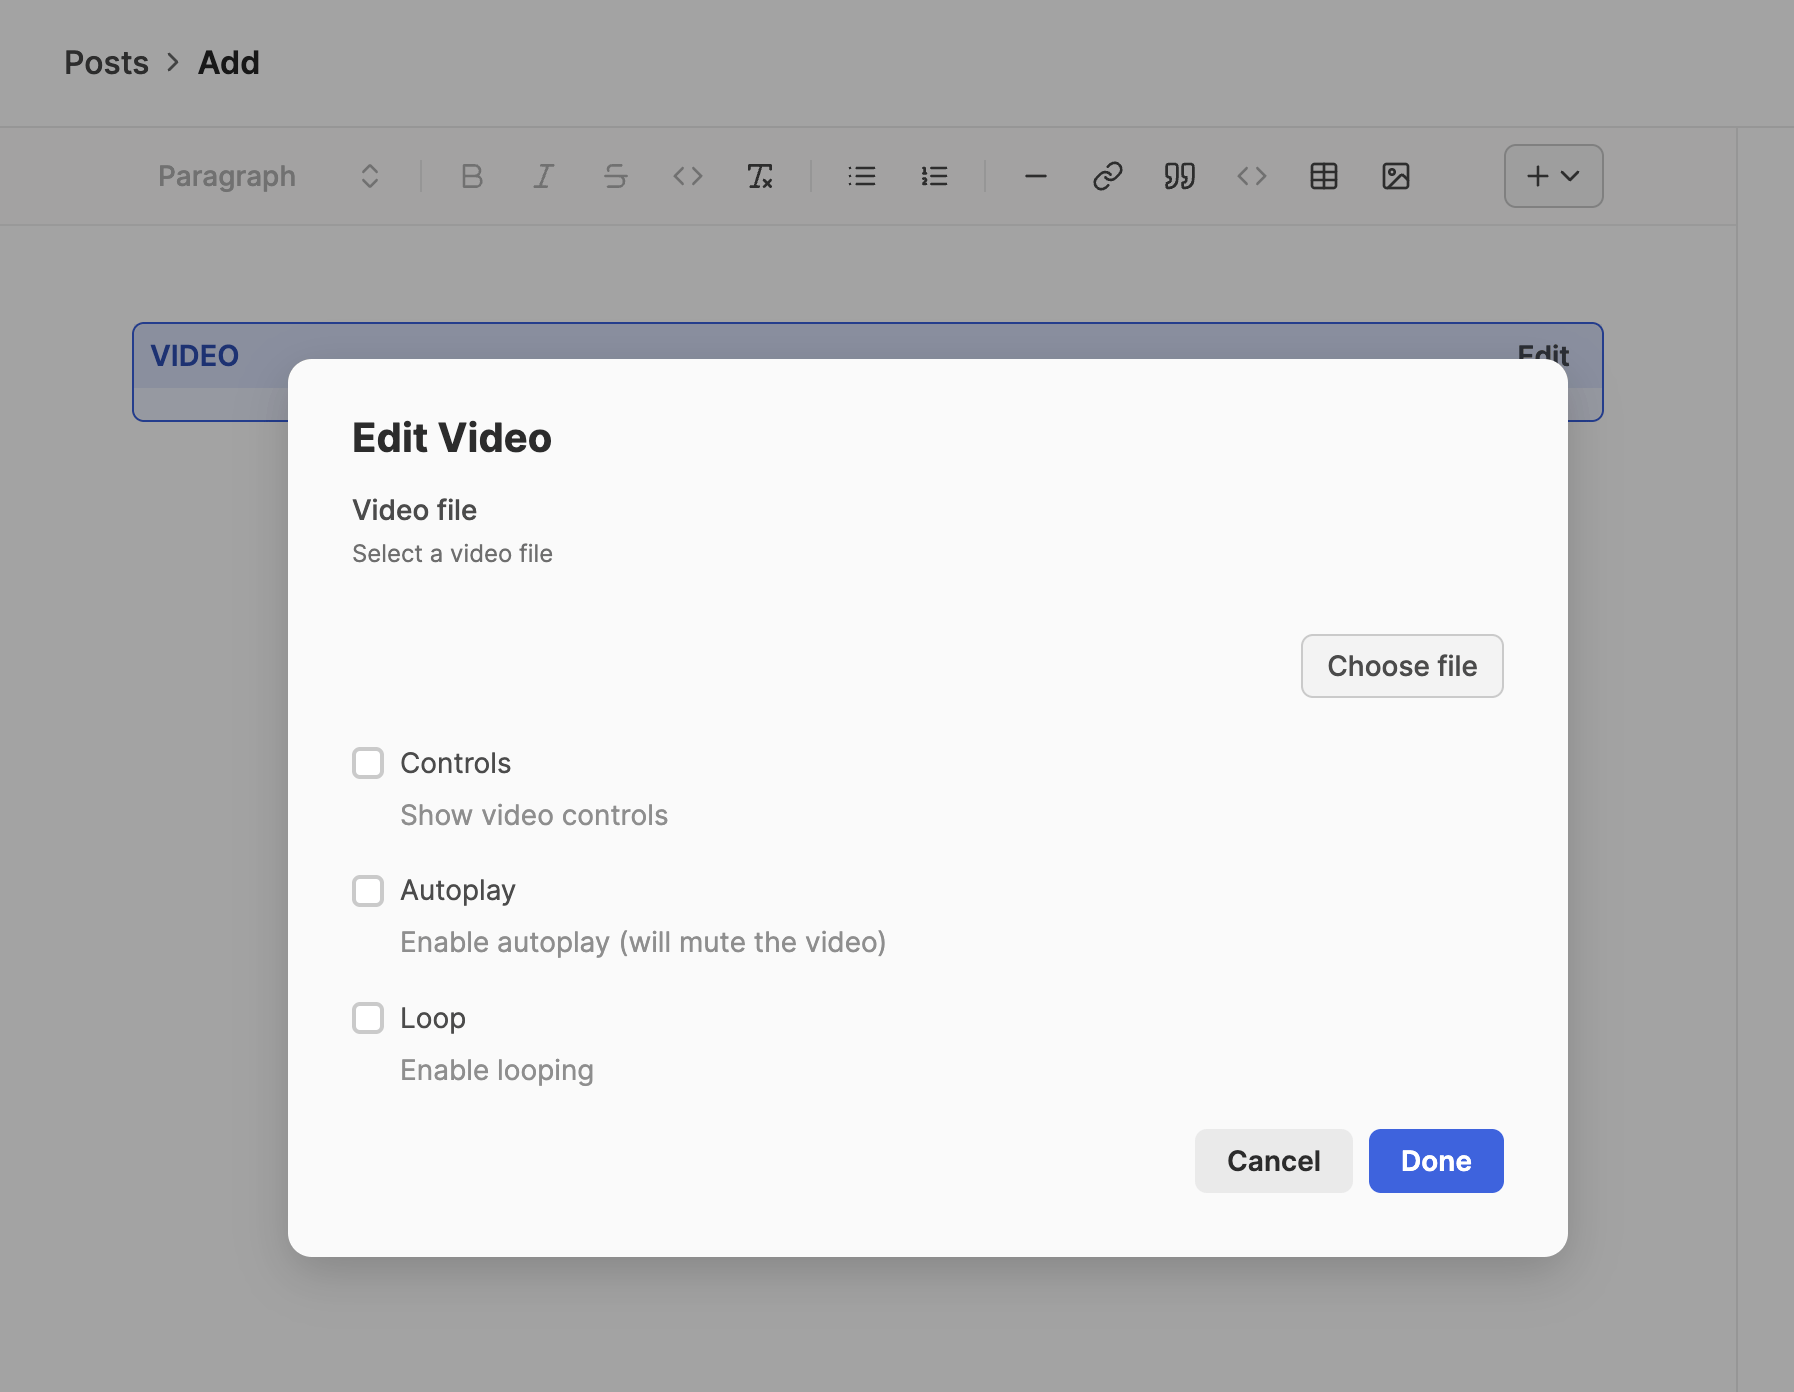 Posts > Add
Paragraph
VIDEO Edit
Edit Video
Video file
Select a video file
Choose file
Controls
Show video controls
Autoplay
Enable autoplay (will mute the video)
Loop
Enable looping
Cancel Done